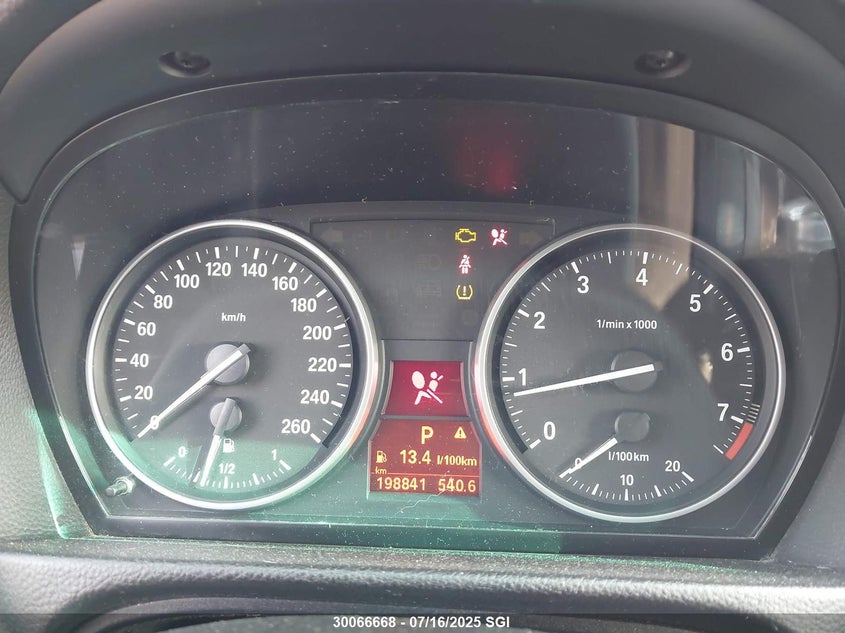 0 20 40 60 80 100 120 140 160 180 200 220 240 260
km/h
0 1/2 1
0 1 2 3 4 5 6 7
1/min x 1000
0 10 20
l/100km
P
13.4 l/100km
km
198841 540.6
30066668 - 07/16/2025 SGI